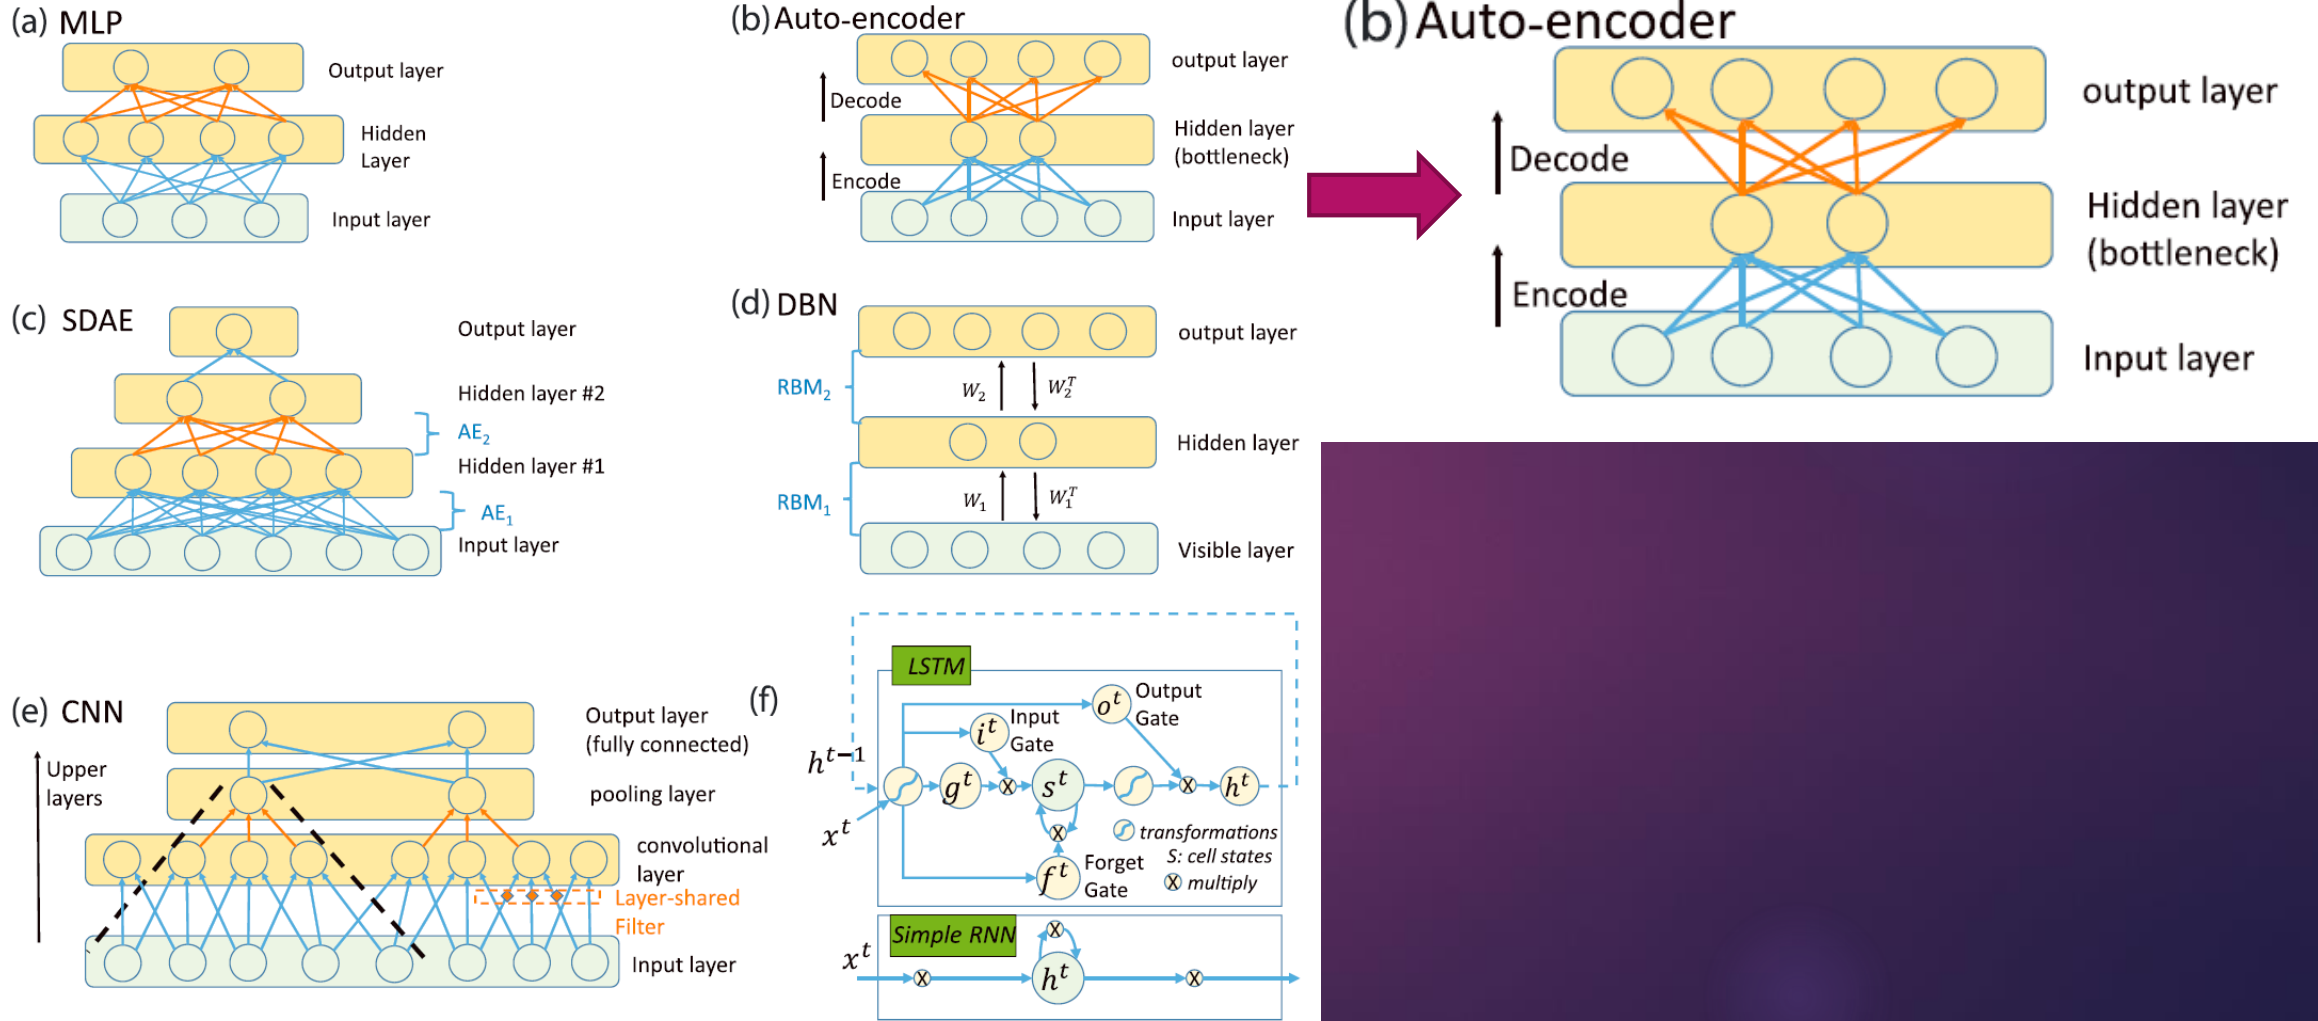 (a) MLP
Output layer
Hidden
Layer
Input layer
(b) Auto-encoder
output layer
Decode
Hidden layer
(bottleneck)
Encode
Input layer
(b) Auto-encoder
output layer
Decode
Hidden layer
(bottleneck)
Encode
Input layer
(c) SDAE
Output layer
Hidden layer #2
AE₂
Hidden layer #1
AE₁
Input layer
(d) DBN
output layer
RBM₂
W₂
W₂ᵀ
Hidden layer
RBM₁
W₁
W₁ᵀ
Visible layer
(e) CNN
Upper
layers
Output layer
(fully connected)
pooling layer
convolutional
layer
Layer-shared
Filter
Input layer
(f)
LSTM
oᵗ
Output
Gate
iᵗ
Input
Gate
hᵗ⁻¹
gᵗ
sᵗ
hᵗ
xᵗ
transformations
S: cell states
multiply
fᵗ
Forget
Gate
Simple RNN
xᵗ
hᵗ